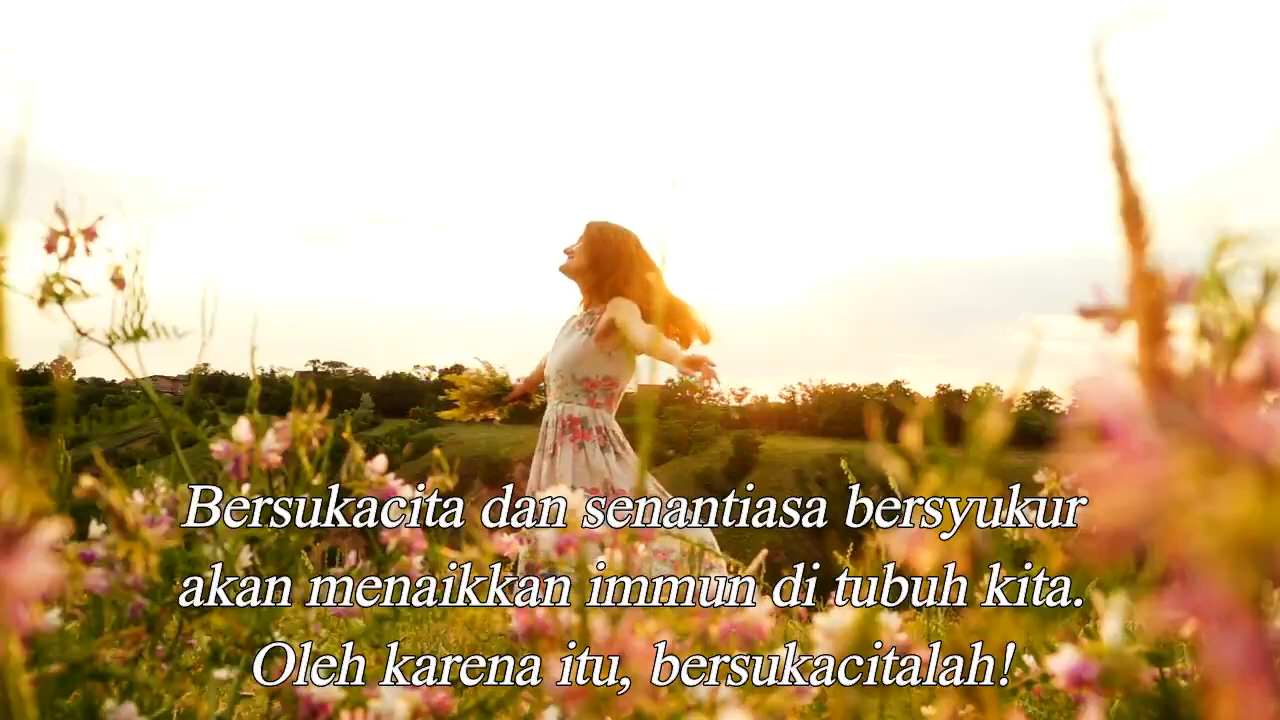 Bersukacita dan senantiasa bersyukur
akan menaikkan immun di tubuh kita.
Oleh karena itu, bersukacitalah!